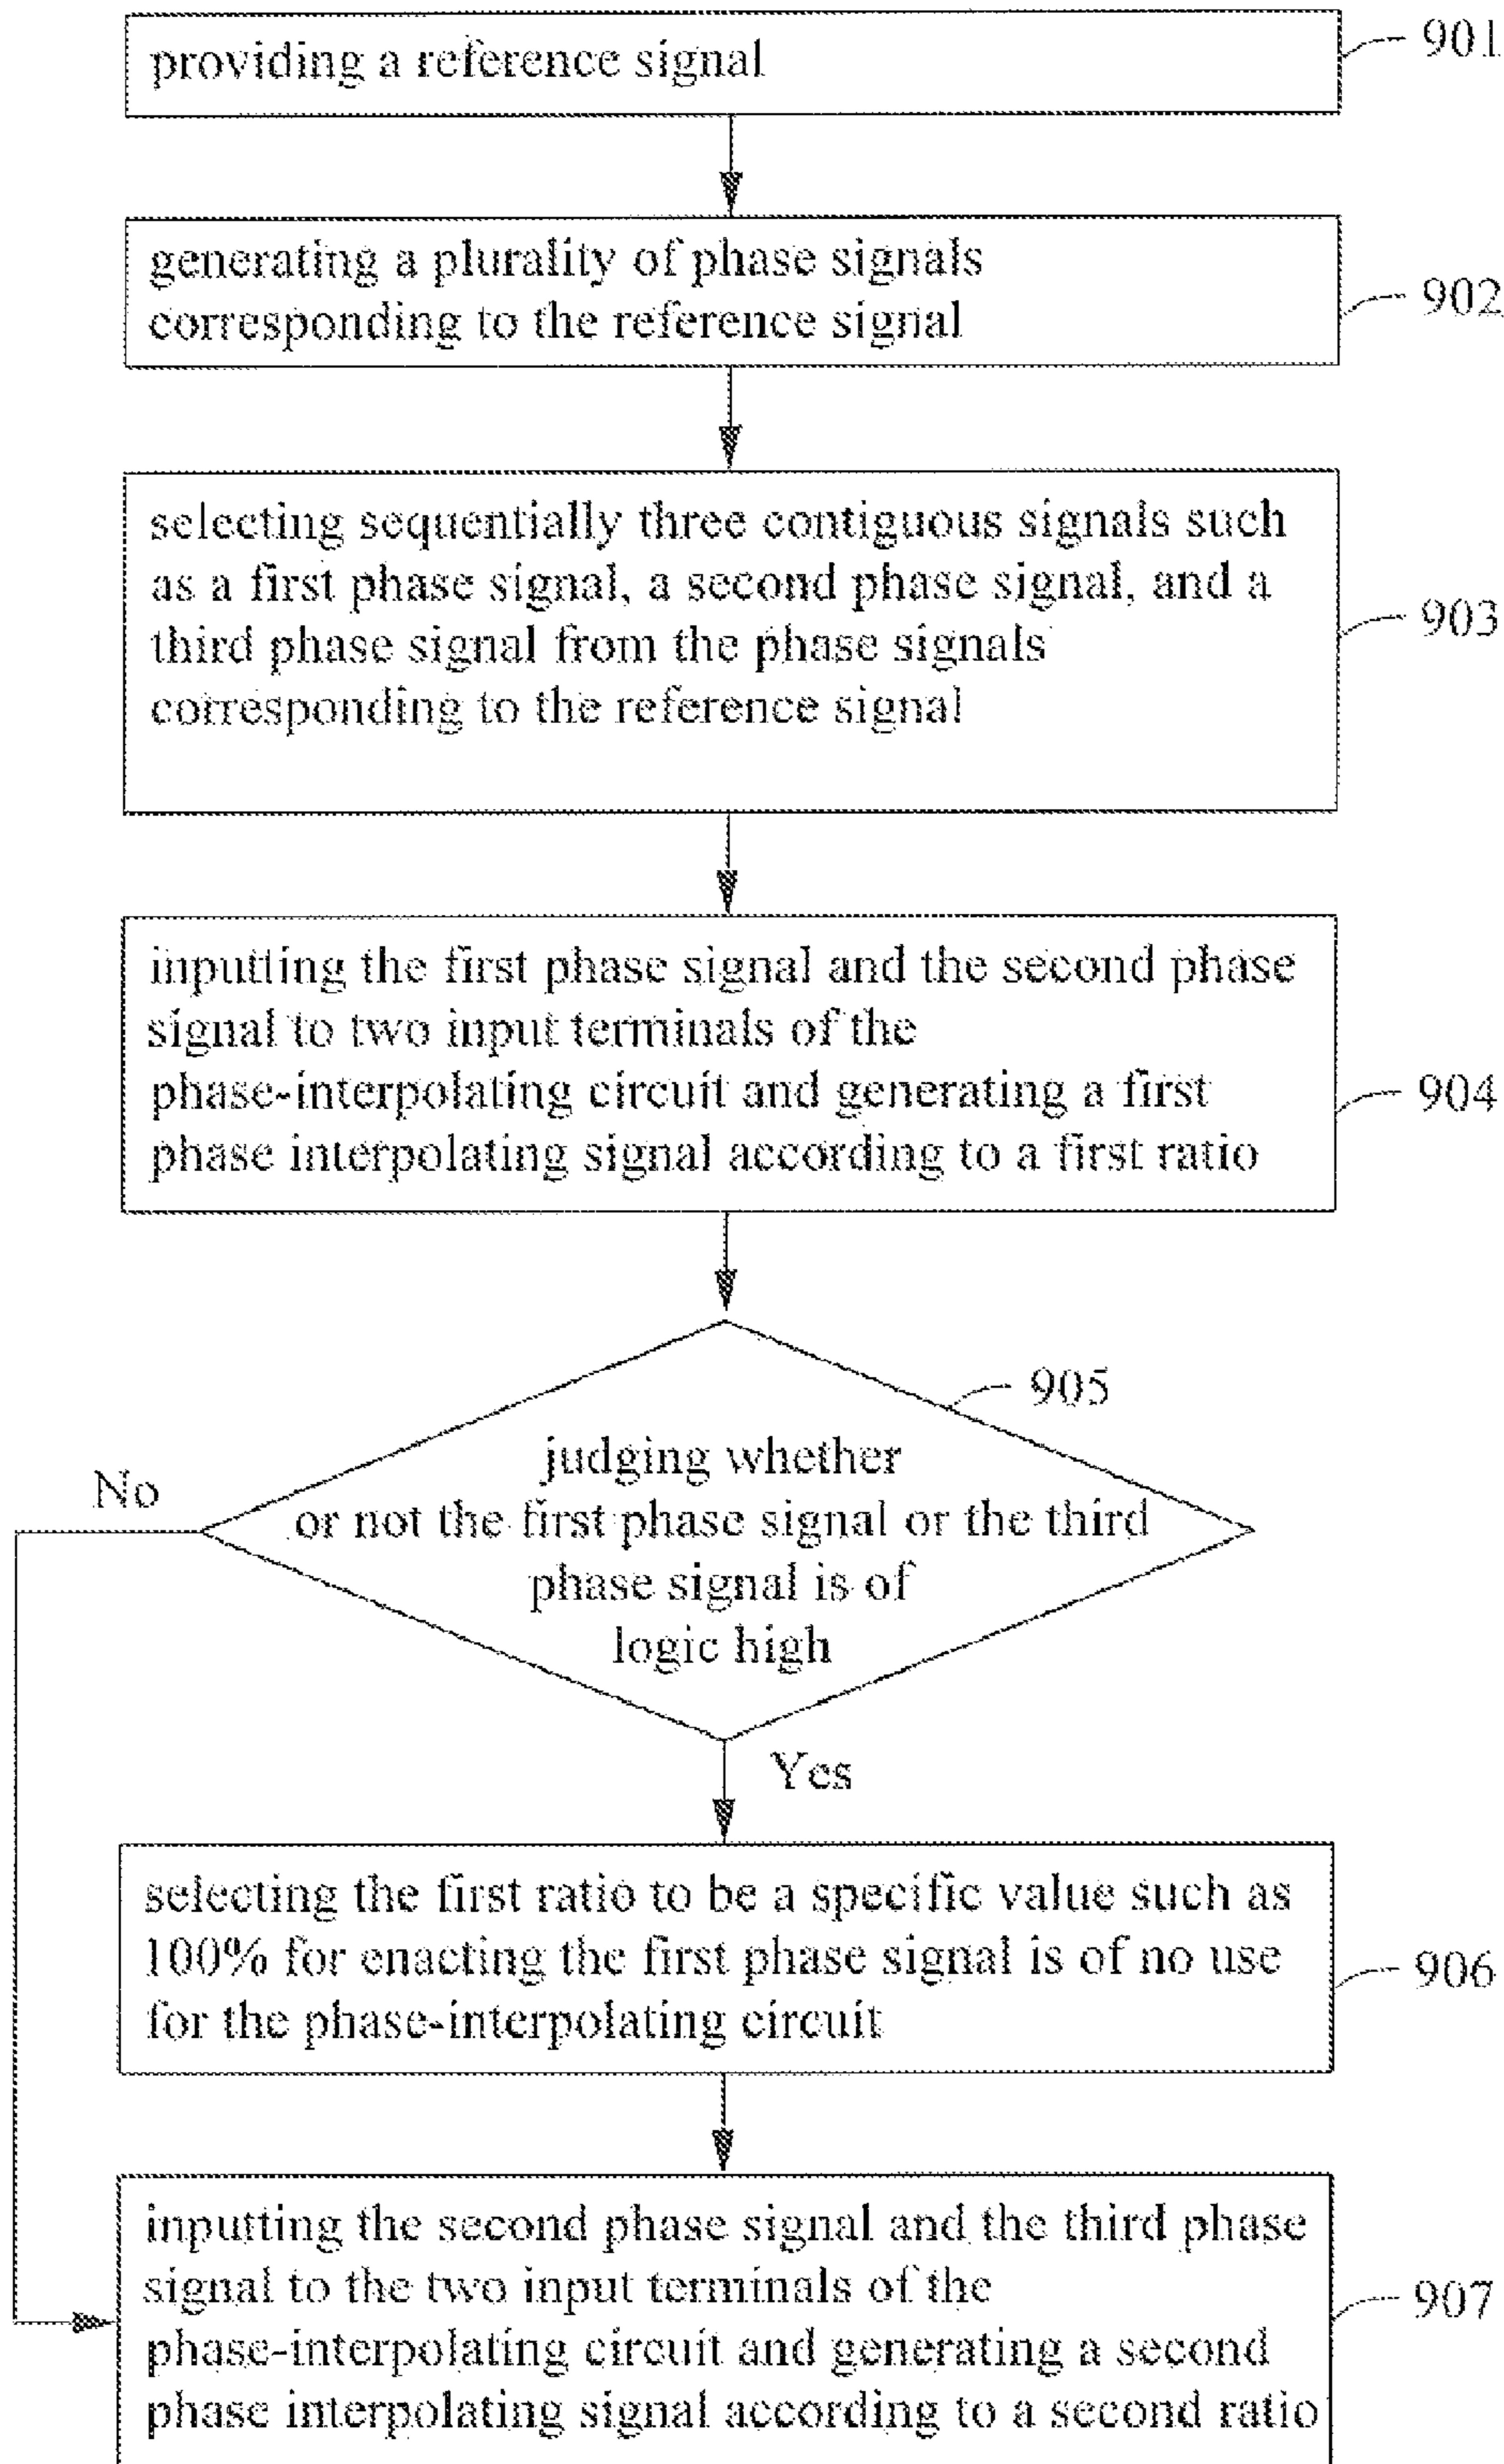 providing a reference signal
901
generating a plurality of phase signals
corresponding to the reference signal
902
selecting sequentially three contiguous signals such
as a first phase signal, a second phase signal, and a
third phase signal from the phase signals
corresponding to the reference signal
903
inputting the first phase signal and the second phase
signal to two input terminals of the
phase-interpolating circuit and generating a first
phase interpolating signal according to a first ratio
904
905
judging whether
or not the first phase signal or the third
phase signal is of
logic high
No
Yes
selecting the first ratio to be a specific value such as
100% for enacting the first phase signal is of no use
for the phase-interpolating circuit
906
inputting the second phase signal and the third phase
signal to the two input terminals of the
phase-interpolating circuit and generating a second
phase interpolating signal according to a second ratio
907